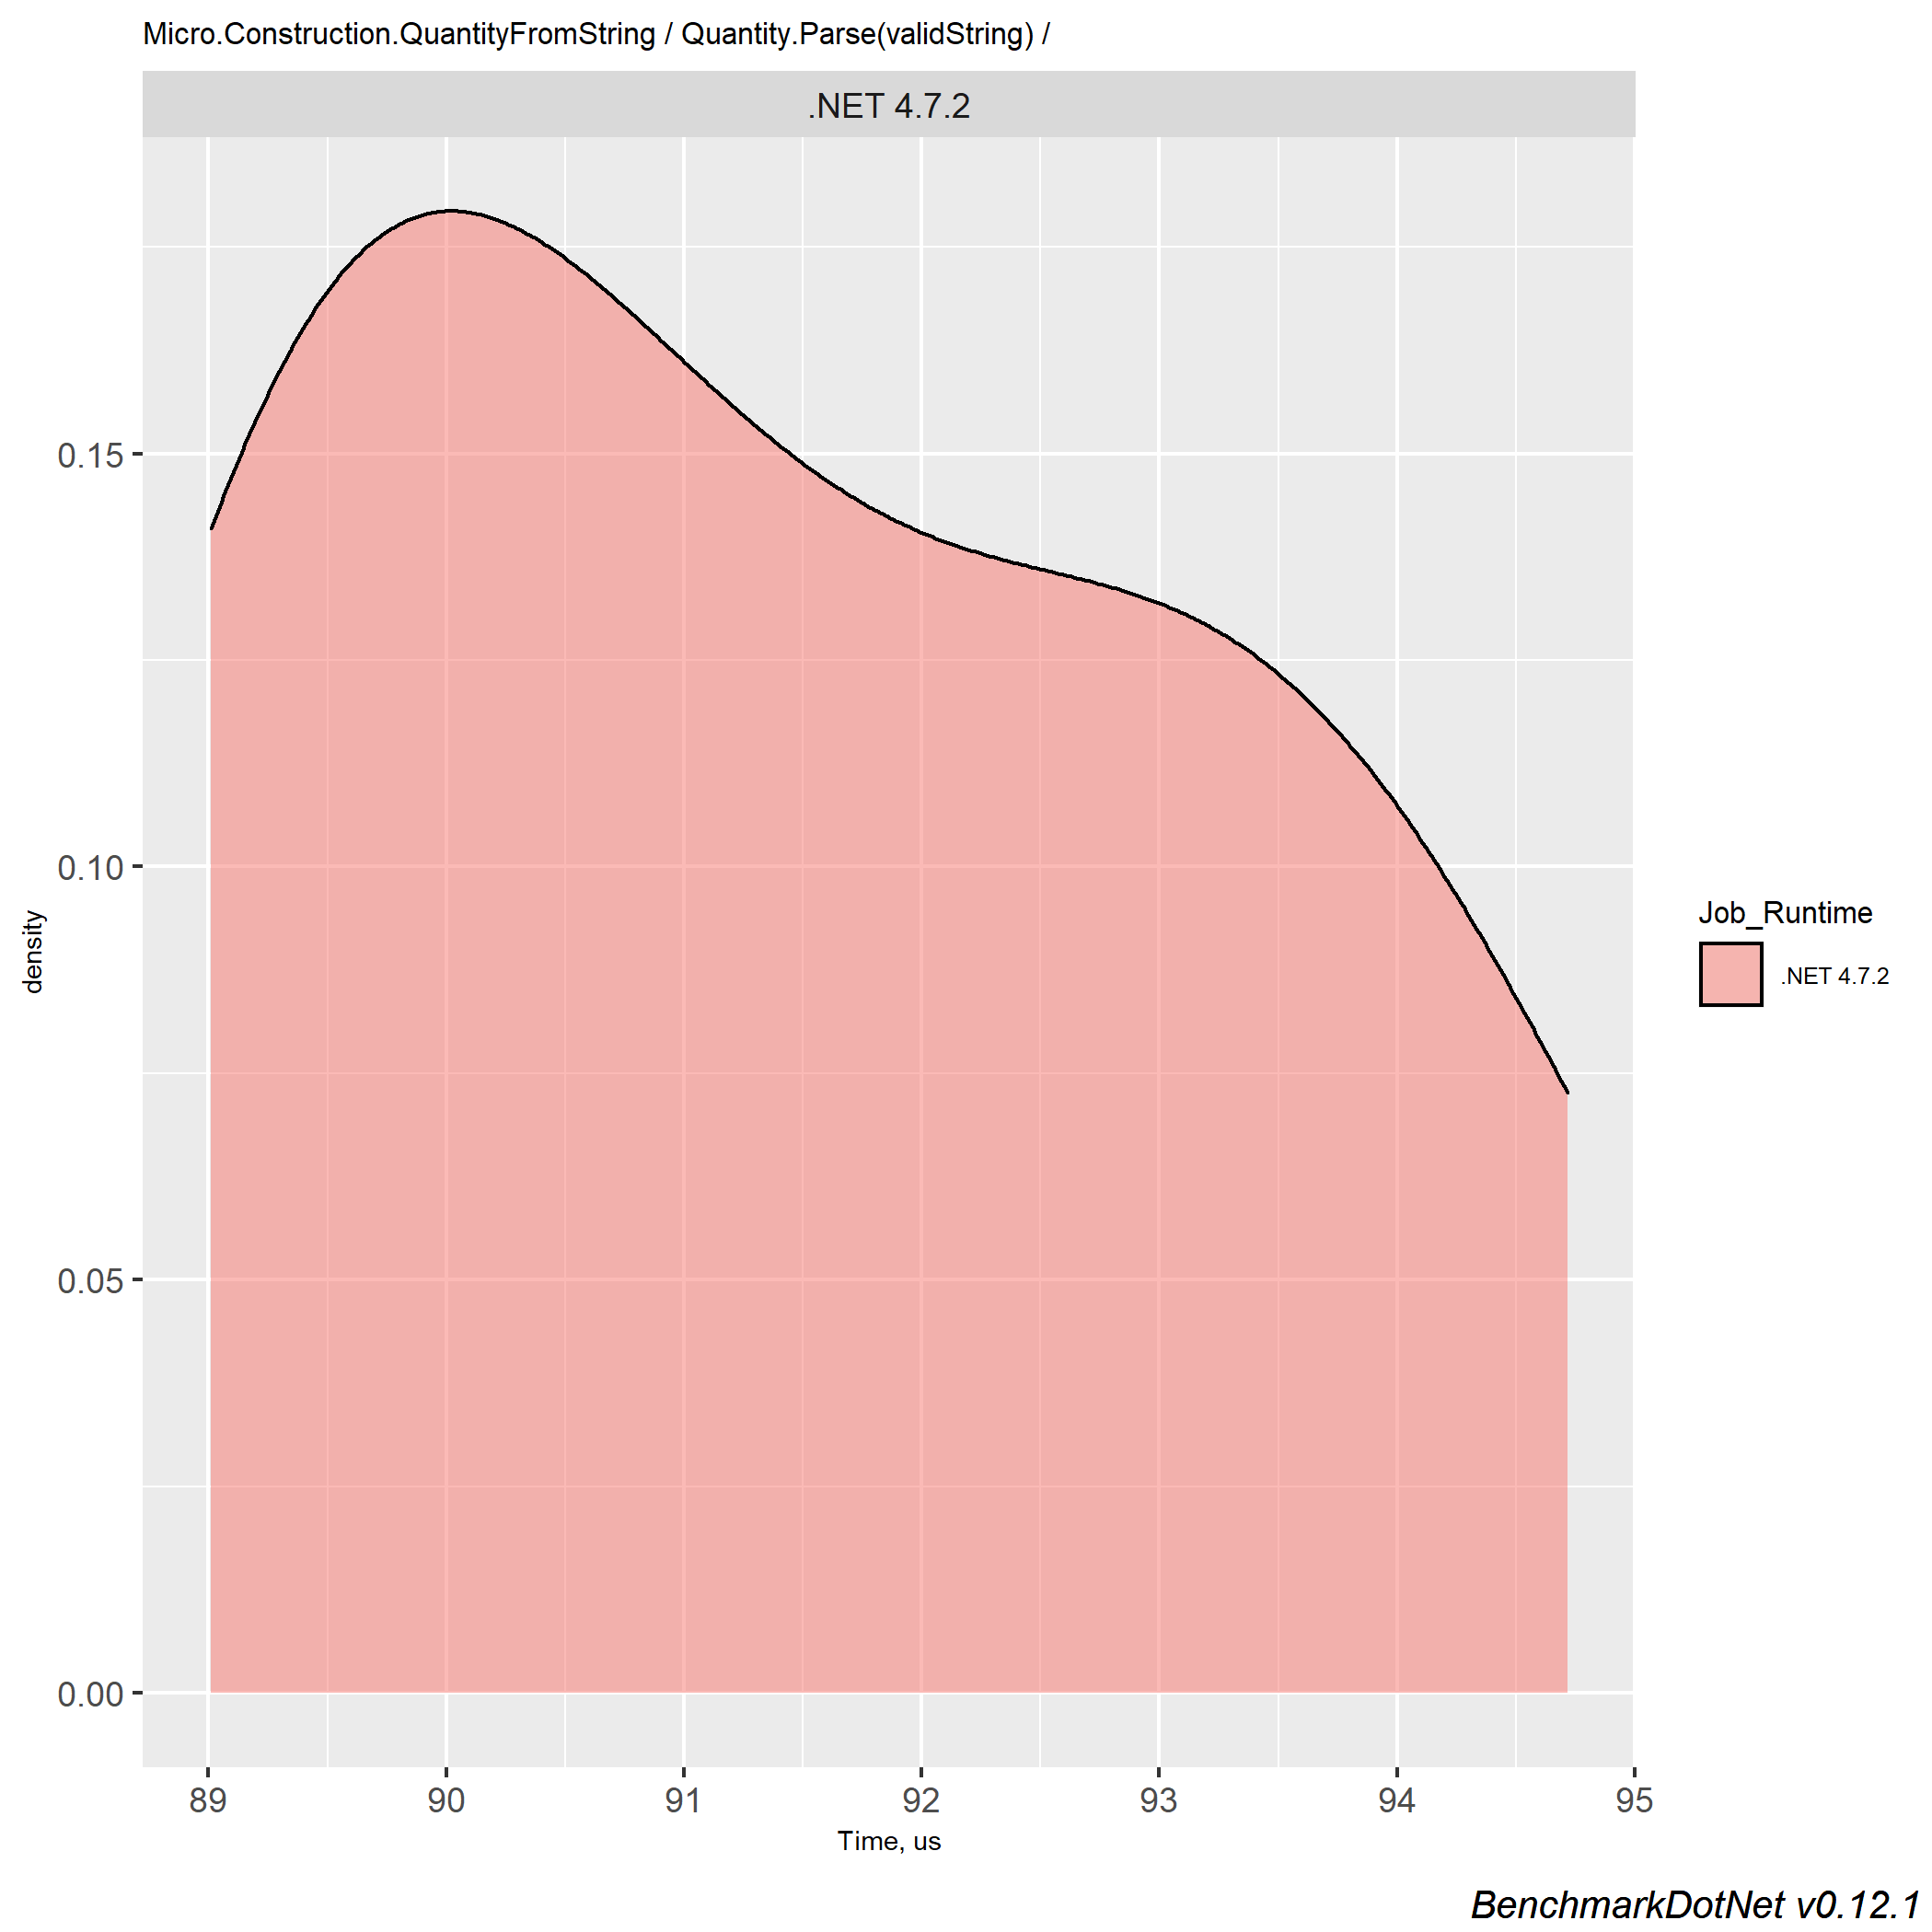 Micro.Construction.QuantityFromString / Quantity.Parse(validString) /
.NET 4.7.2
0.15
0.10
0.05
0.00
density
89 90 91 92 93 94 95
Time, us
Job_Runtime
.NET 4.7.2
BenchmarkDotNet v0.12.1